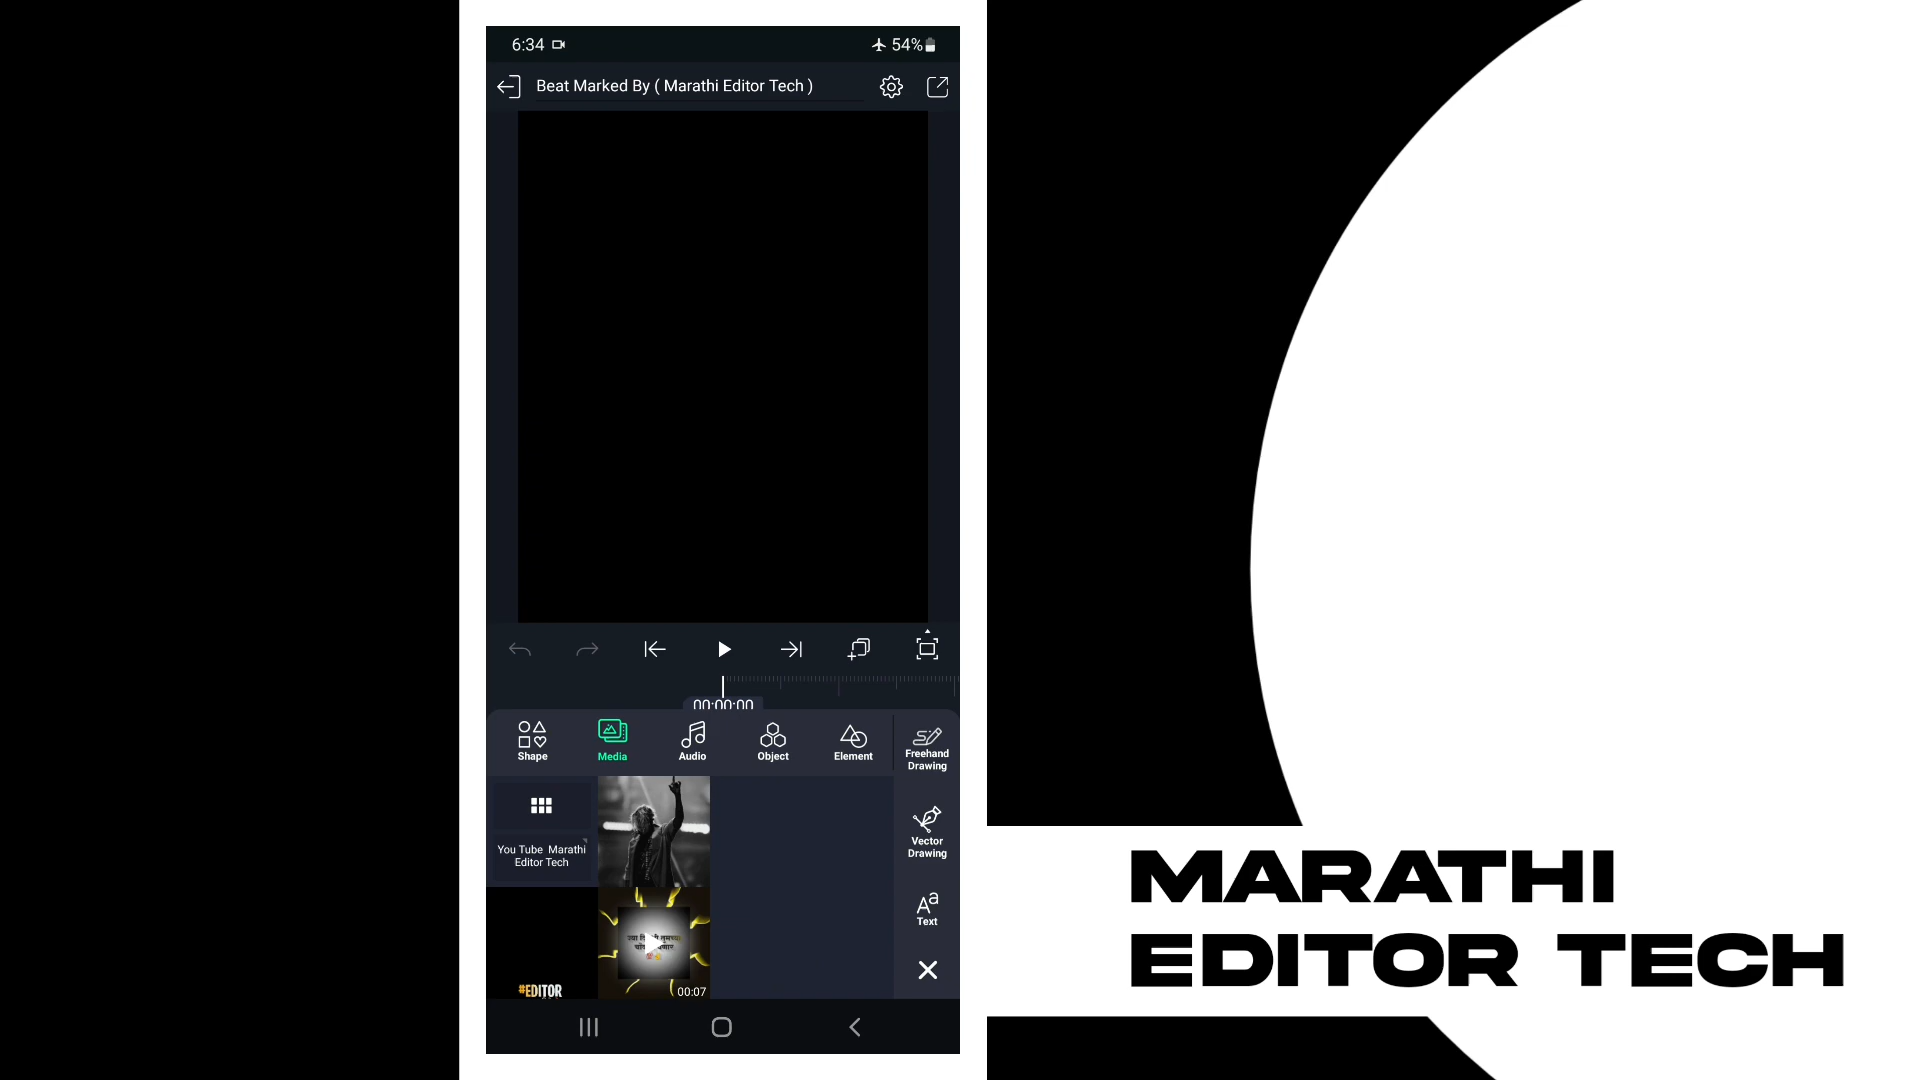 6:34
54%
Beat Marked By ( Marathi Editor Tech )
00:00:00
Shape
Media
Audio
Object
Element
Freehand
Drawing
You Tube Marathi
Editor Tech
Vector
Drawing
Aa
Text
#EDITOR
00:07
MARATHI
EDITOR TECH